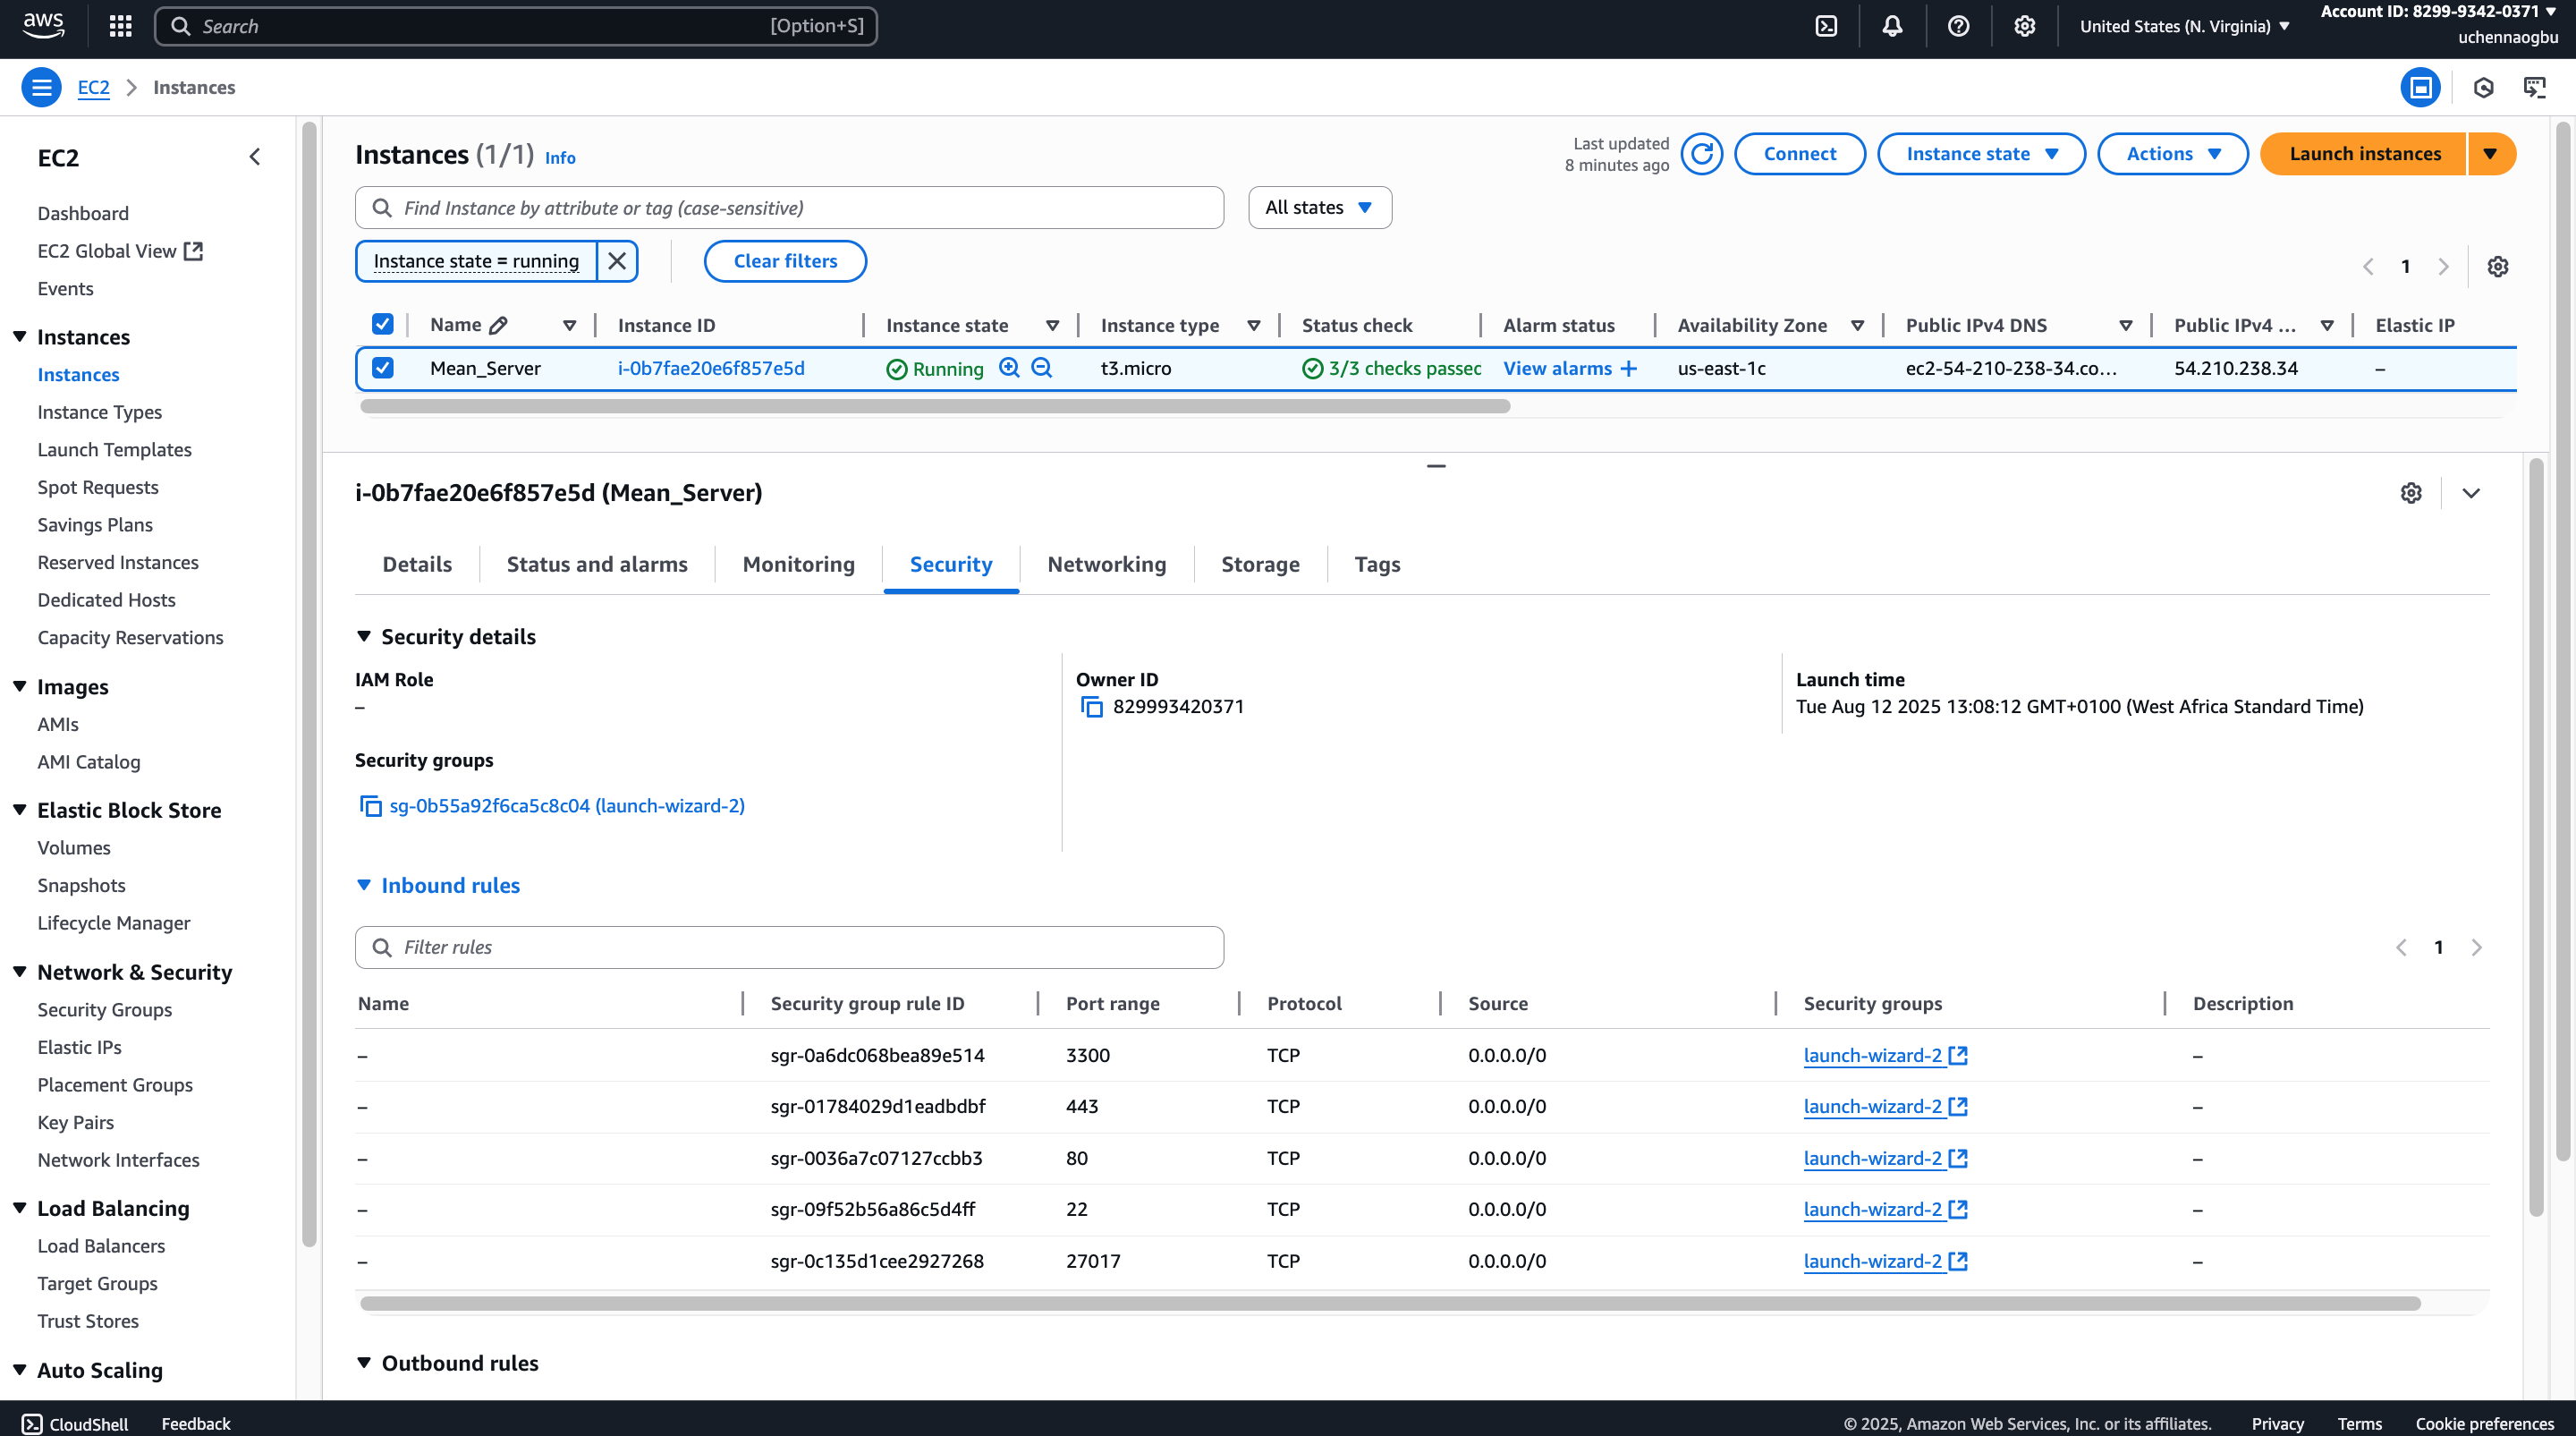 aws
Search [Option+S]
United States (N. Virginia)
Account ID: 8299-9342-0371
uchennaogbu
EC2 Instances
EC2
Dashboard
EC2 Global View
Events
Instances
Instances
Instance Types
Launch Templates
Spot Requests
Savings Plans
Reserved Instances
Dedicated Hosts
Capacity Reservations
Images
AMIs
AMI Catalog
Elastic Block Store
Volumes
Snapshots
Lifecycle Manager
Network & Security
Security Groups
Elastic IPs
Placement Groups
Key Pairs
Network Interfaces
Load Balancing
Load Balancers
Target Groups
Trust Stores
Auto Scaling
Instances (1/1) Info
Last updated
8 minutes ago
Connect Instance state Actions Launch instances
Find Instance by attribute or tag (case-sensitive) All states
Instance state = running Clear filters
1
Name Instance ID Instance state Instance type Status check Alarm status Availability Zone Public IPv4 DNS Public IPv4 ... Elastic IP
Mean_Server i-0b7fae20e6f857e5d Running t3.micro 3/3 checks passec View alarms + us-east-1c ec2-54-210-238-34.co... 54.210.238.34 –
i-0b7fae20e6f857e5d (Mean_Server)
Details Status and alarms Monitoring Security Networking Storage Tags
Security details
IAM Role Owner ID Launch time
– 829993420371 Tue Aug 12 2025 13:08:12 GMT+0100 (West Africa Standard Time)
Security groups
sg-0b55a92f6ca5c8c04 (launch-wizard-2)
Inbound rules
Filter rules 1
Name Security group rule ID Port range Protocol Source Security groups Description
– sgr-0a6dc068bea89e514 3300 TCP 0.0.0.0/0 launch-wizard-2 –
– sgr-01784029d1eadbdbf 443 TCP 0.0.0.0/0 launch-wizard-2 –
– sgr-0036a7c07127ccbb3 80 TCP 0.0.0.0/0 launch-wizard-2 –
– sgr-09f52b56a86c5d4ff 22 TCP 0.0.0.0/0 launch-wizard-2 –
– sgr-0c135d1cee2927268 27017 TCP 0.0.0.0/0 launch-wizard-2 –
Outbound rules
CloudShell Feedback © 2025, Amazon Web Services, Inc. or its affiliates. Privacy Terms Cookie preferences